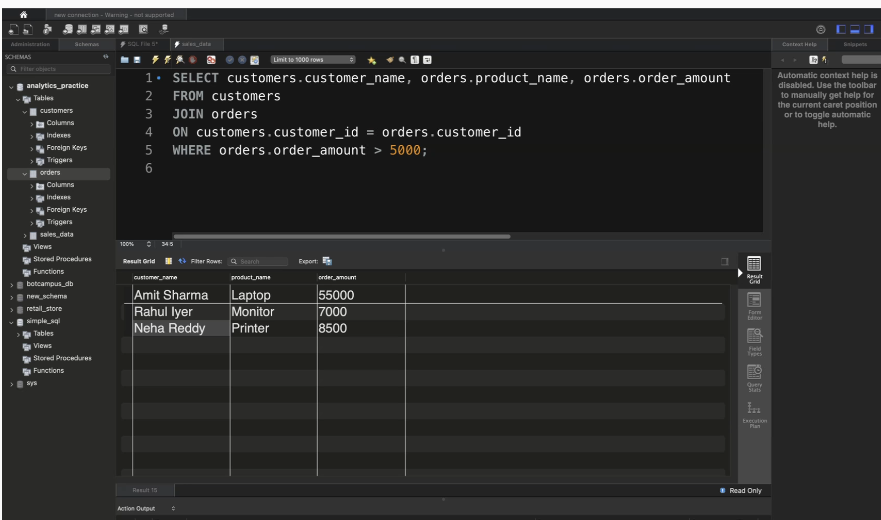 new connection - Warning - not supported
Administration
Schemas
SQL File 5*
sales_data
Context Help
Snippets
SCHEMAS
Filter objects
Limit to 1000 rows
analytics_practice
Tables
customers
Columns
Indexes
Foreign Keys
Triggers
orders
Columns
Indexes
Foreign Keys
Triggers
sales_data
Views
Stored Procedures
Functions
botcampus_db
new_schema
retail_store
simple_sql
Tables
Views
Stored Procedures
Functions
sys
1 SELECT customers.customer_name, orders.product_name, orders.order_amount
2 FROM customers
3 JOIN orders
4 ON customers.customer_id = orders.customer_id
5 WHERE orders.order_amount > 5000;
6
100%
34:5
Result Grid
Filter Rows:
Search
Export:
customer_name product_name order_amount
Amit Sharma Laptop 55000
Rahul Iyer Monitor 7000
Neha Reddy Printer 8500
Result
Grid
Form
Editor
Field
Types
Query
Stats
Execution
Plan
Automatic context help is
disabled. Use the toolbar
to manually get help for
the current caret position
or to toggle automatic
help.
Result 15
Read Only
Action Output